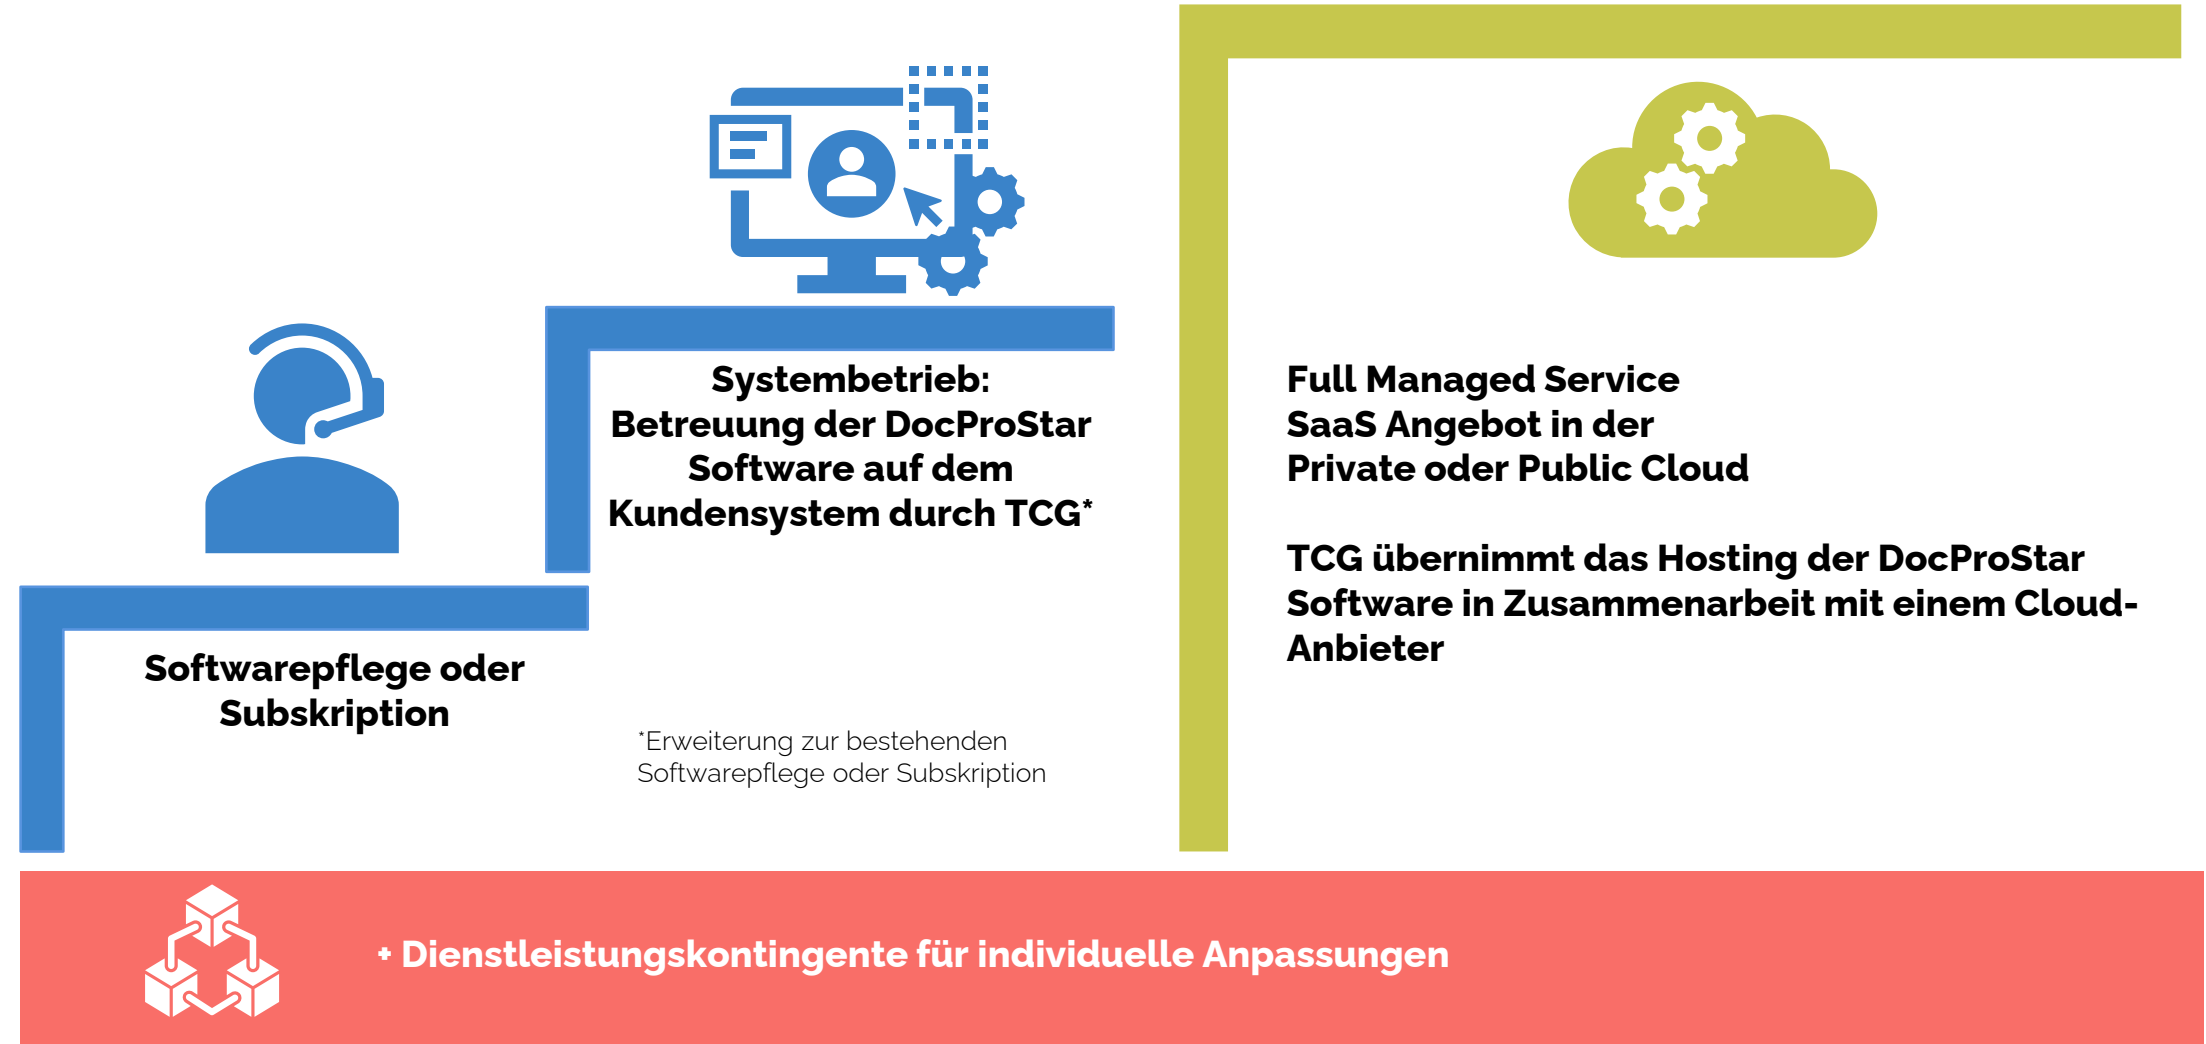 Softwarepflege oder
Subskription
Systembetrieb:
Betreuung der DocProStar
Software auf dem
Kundensystem durch TCG*
*Erweiterung zur bestehenden
Softwarepflege oder Subskription
Full Managed Service
SaaS Angebot in der
Private oder Public Cloud
TCG übernimmt das Hosting der DocProStar
Software in Zusammenarbeit mit einem Cloud-
Anbieter
+ Dienstleistungskontingente für individuelle Anpassungen